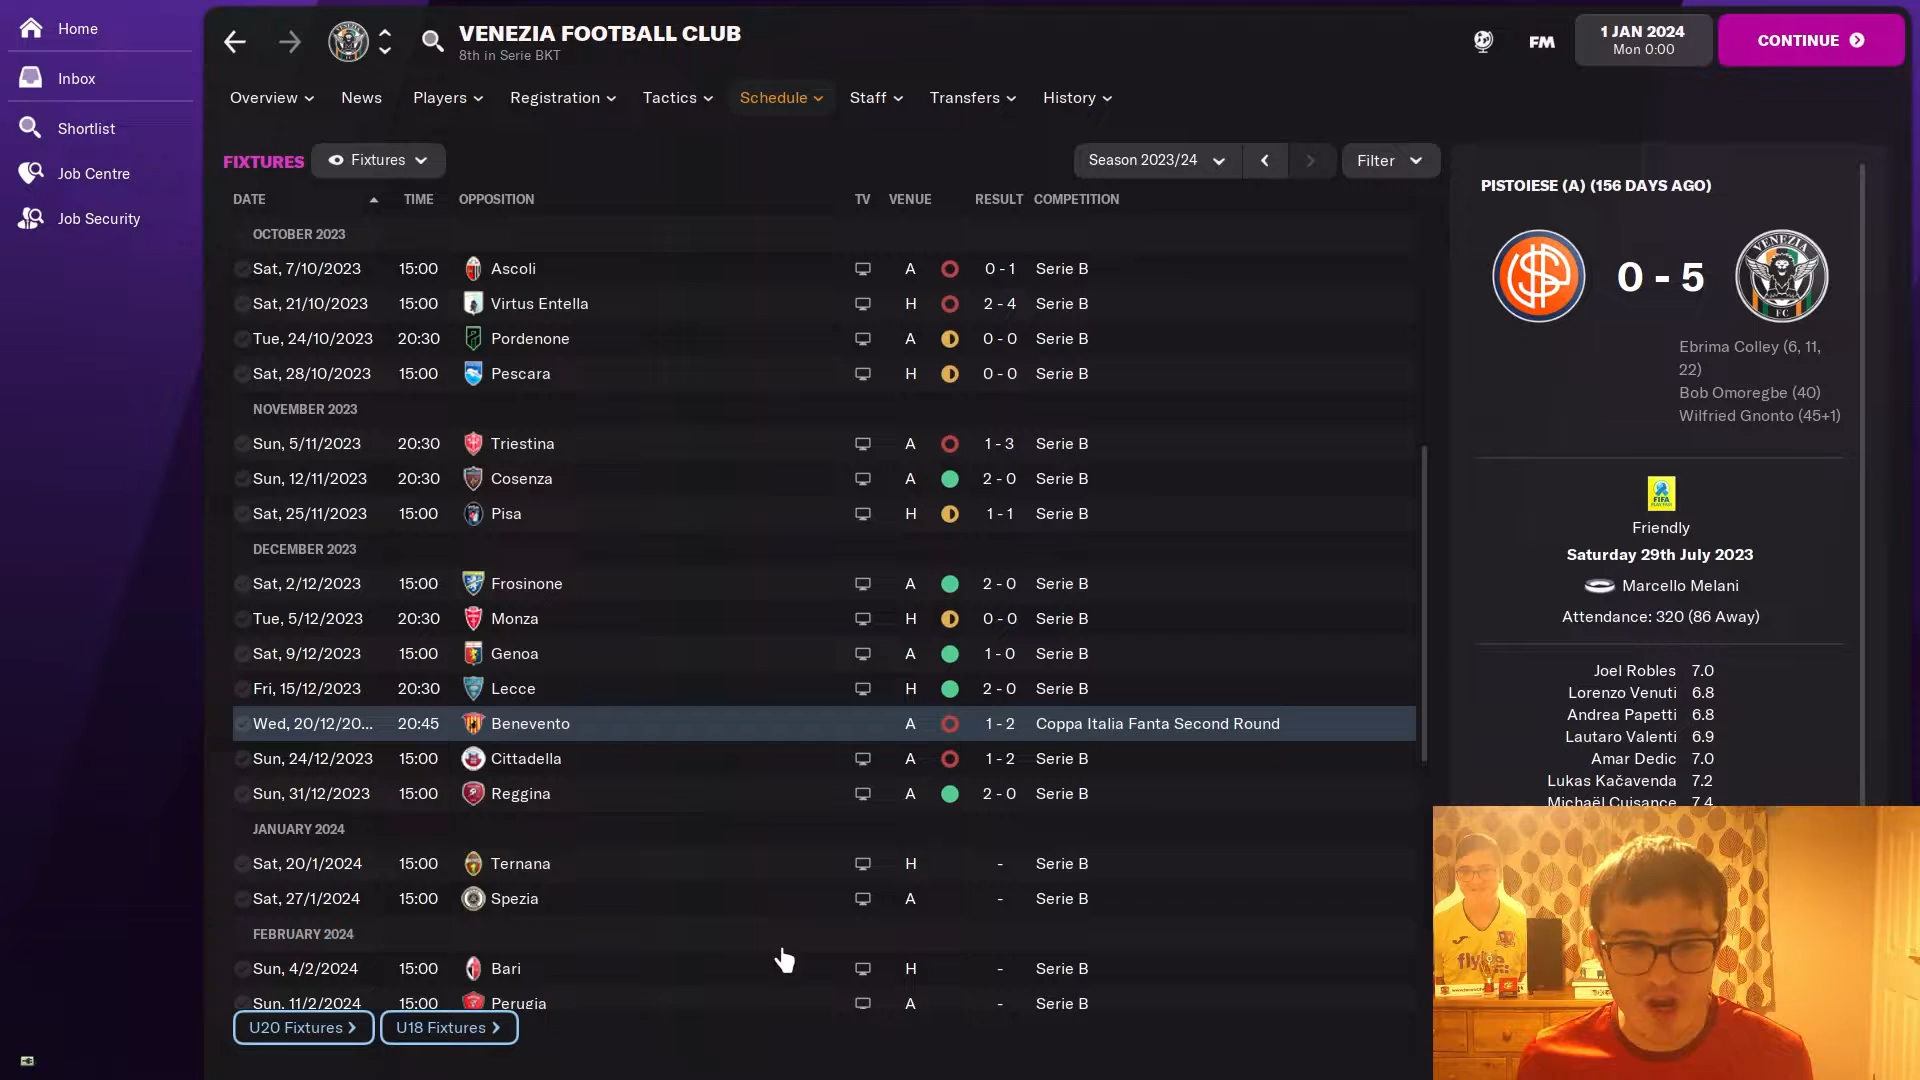 Home
Inbox
Shortlist
Job Centre
Job Security
VENEZIA FOOTBALL CLUB
8th in Serie BKT
FM
1 JAN 2024
Mon 0:00
CONTINUE
Overview News Players Registration Tactics Schedule Staff Transfers History
FIXTURES Fixtures Season 2023/24 Filter
DATE TIME OPPOSITION TV VENUE RESULT COMPETITION
OCTOBER 2023
Sat, 7/10/2023 15:00 Ascoli A 0 - 1 Serie B
Sat, 21/10/2023 15:00 Virtus Entella H 2 - 4 Serie B
Tue, 24/10/2023 20:30 Pordenone A 0 - 0 Serie B
Sat, 28/10/2023 15:00 Pescara H 0 - 0 Serie B
NOVEMBER 2023
Sun, 5/11/2023 20:30 Triestina A 1 - 3 Serie B
Sun, 12/11/2023 20:30 Cosenza A 2 - 0 Serie B
Sat, 25/11/2023 15:00 Pisa H 1 - 1 Serie B
DECEMBER 2023
Sat, 2/12/2023 15:00 Frosinone A 2 - 0 Serie B
Tue, 5/12/2023 20:30 Monza H 0 - 0 Serie B
Sat, 9/12/2023 15:00 Genoa A 1 - 0 Serie B
Fri, 15/12/2023 20:30 Lecce H 2 - 0 Serie B
Wed, 20/12/20... 20:45 Benevento A 1 - 2 Coppa Italia Fanta Second Round
Sun, 24/12/2023 15:00 Cittadella A 1 - 2 Serie B
Sun, 31/12/2023 15:00 Reggina A 2 - 0 Serie B
JANUARY 2024
Sat, 20/1/2024 15:00 Ternana H - Serie B
Sat, 27/1/2024 15:00 Spezia A - Serie B
FEBRUARY 2024
Sun, 4/2/2024 15:00 Bari H - Serie B
Sun, 11/2/2024 15:00 Perugia A - Serie B
U20 Fixtures U18 Fixtures
PISTOIESE (A) (156 DAYS AGO)
0 - 5
VENEZIA
FC
Ebrima Colley (6, 11,
22)
Bob Omoregbe (40)
Wilfried Gnonto (45+1)
FIFA
Friendly
Saturday 29th July 2023
Marcello Melani
Attendance: 320 (86 Away)
Joel Robles 7.0
Lorenzo Venuti 6.8
Andrea Papetti 6.8
Lautaro Valenti 6.9
Amar Dedic 7.0
Lukas Kačavenda 7.2
Michaël Cuisance 7.4